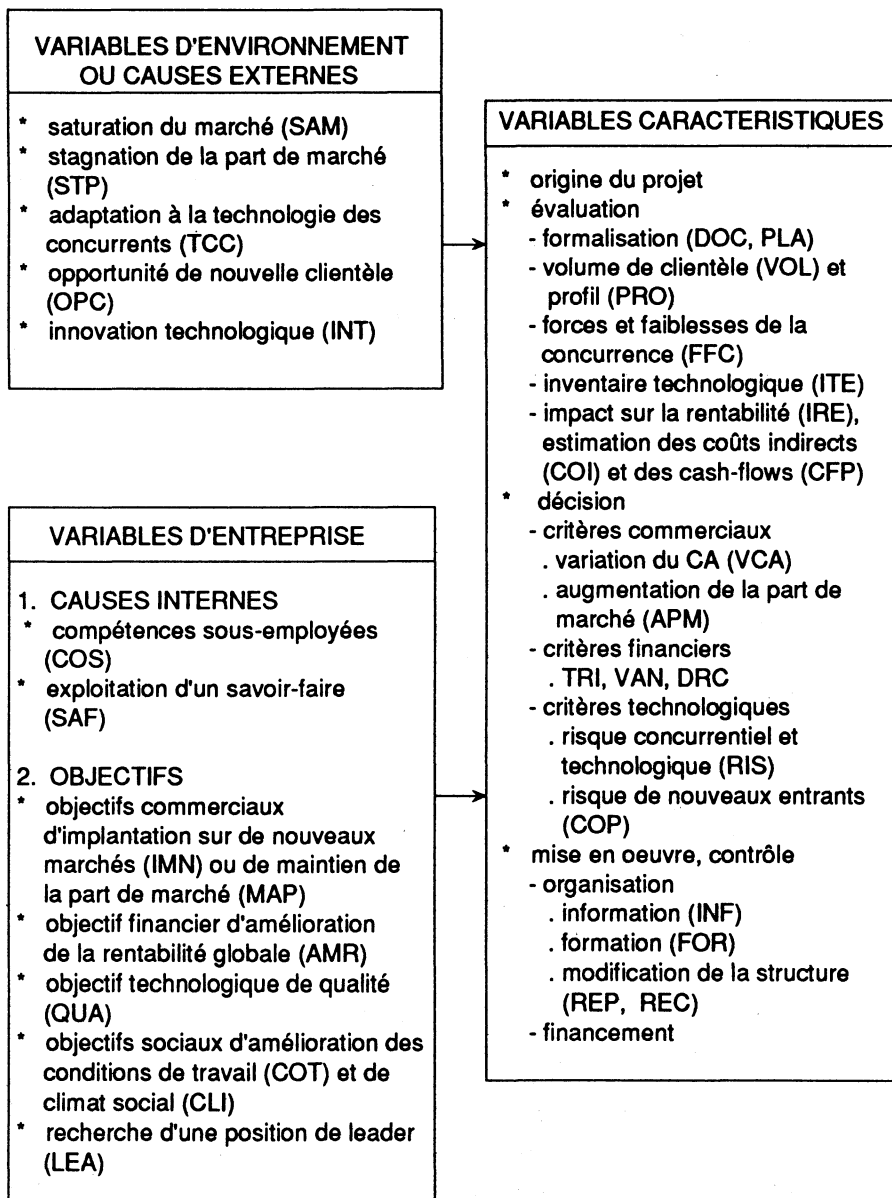 VARIABLES D'ENVIRONNEMENT
OU CAUSES EXTERNES
* saturation du marché (SAM)
* stagnation de la part de marché
(STP)
* adaptation à la technologie des
concurrents (TCC)
* opportunité de nouvelle clientèle
(OPC)
* innovation technologique (INT)
VARIABLES D'ENTREPRISE
1. CAUSES INTERNES
* compétences sous-employées
(COS)
* exploitation d'un savoir-faire
(SAF)
2. OBJECTIFS
* objectifs commerciaux
d'implantation sur de nouveaux
marchés (IMN) ou de maintien de
la part de marché (MAP)
* objectif financier d'amélioration
de la rentabilité globale (AMR)
* objectif technologique de qualité
(QUA)
* objectifs sociaux d'amélioration des
conditions de travail (COT) et de
climat social (CLI)
* recherche d'une position de leader
(LEA)
VARIABLES CARACTERISTIQUES
* origine du projet
* évaluation
- formalisation (DOC, PLA)
- volume de clientèle (VOL) et
profil (PRO)
- forces et faiblesses de la
concurrence (FFC)
- inventaire technologique (ITE)
- impact sur la rentabilité (IRE),
estimation des coûts indirects
(COI) et des cash-flows (CFP)
* décision
- critères commerciaux
. variation du CA (VCA)
. augmentation de la part de
marché (APM)
- critères financiers
. TRI, VAN, DRC
- critères technologiques
. risque concurrentiel et
technologique (RIS)
. risque de nouveaux entrants
(COP)
* mise en oeuvre, contrôle
- organisation
. information (INF)
. formation (FOR)
. modification de la structure
(REP, REC)
- financement